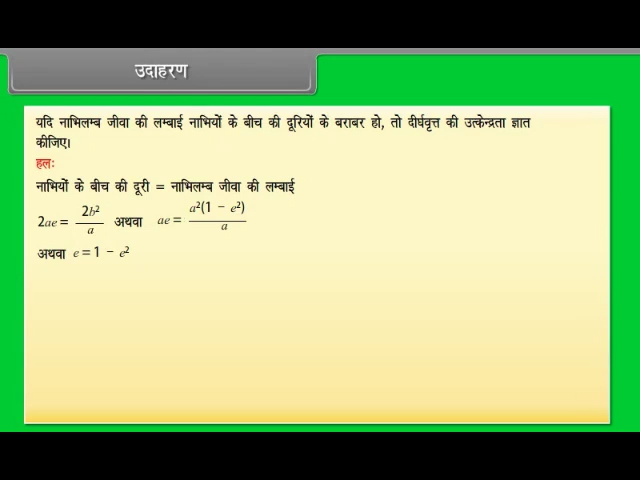 उदाहरण
यदि नाभिलम्ब जीवा की लम्बाई नाभियों के बीच की दूरियों के बराबर हो, तो दीर्घवृत्त की उत्केन्द्रता ज्ञात
कीजिए।
हलः
नाभियों के बीच की दूरी = नाभिलम्ब जीवा की लम्बाई
2ae = 2b²/a अथवा ae = a²(1 − e²)/a
अथवा e = 1 − e²